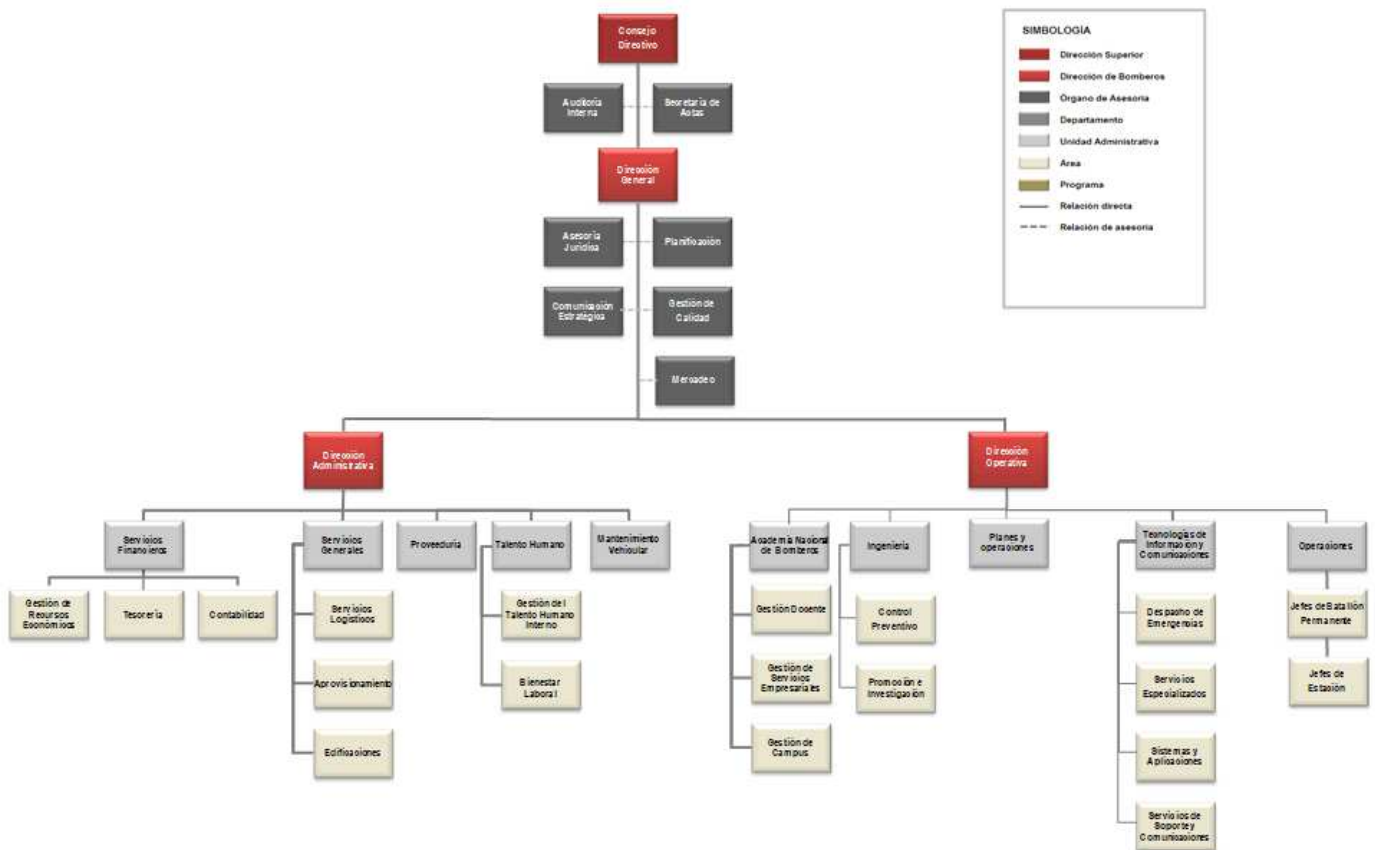 Consejo
Directivo
Auditoría
Interna
Secretaría de
Actas
Dirección
General
Asesoría
Jurídica
Planificación
Comunicación
Estratégica
Gestión de
Calidad
Mercadeo
SIMBOLOGÍA
Dirección Superior
Dirección de Bomberos
Órgano de Asesoría
Departamento
Unidad Administrativa
Area
Programa
Relación directa
Relación de asesoría
Dirección
Administrativa
Dirección
Operativa
Servicios
Financieros
Servicios
Generales
Proveeduría
Talento Humano
Mantenimiento
Vehicular
Academia Nacional
de Bomberos
Ingeniería
Planes y
operaciones
Tecnologías de
Información y
Comunicaciones
Operaciones
Gestión de
Recursos
Económicos
Tesorería
Contabilidad
Servicios
Logísticos
Aprovisionamiento
Edificaciones
Gestión del
Talento Humano
Interno
Bienestar
Laboral
Gestión Docente
Gestión de
Servicios
Empresariales
Gestión de
Campus
Control
Preventivo
Promoción e
Investigación
Despacho de
Emergencias
Servicios
Especializados
Sistemas y
Aplicaciones
Servicios de
Soporte y
Comunicaciones
Jefes de Batallón
Permanente
Jefes de
Estación